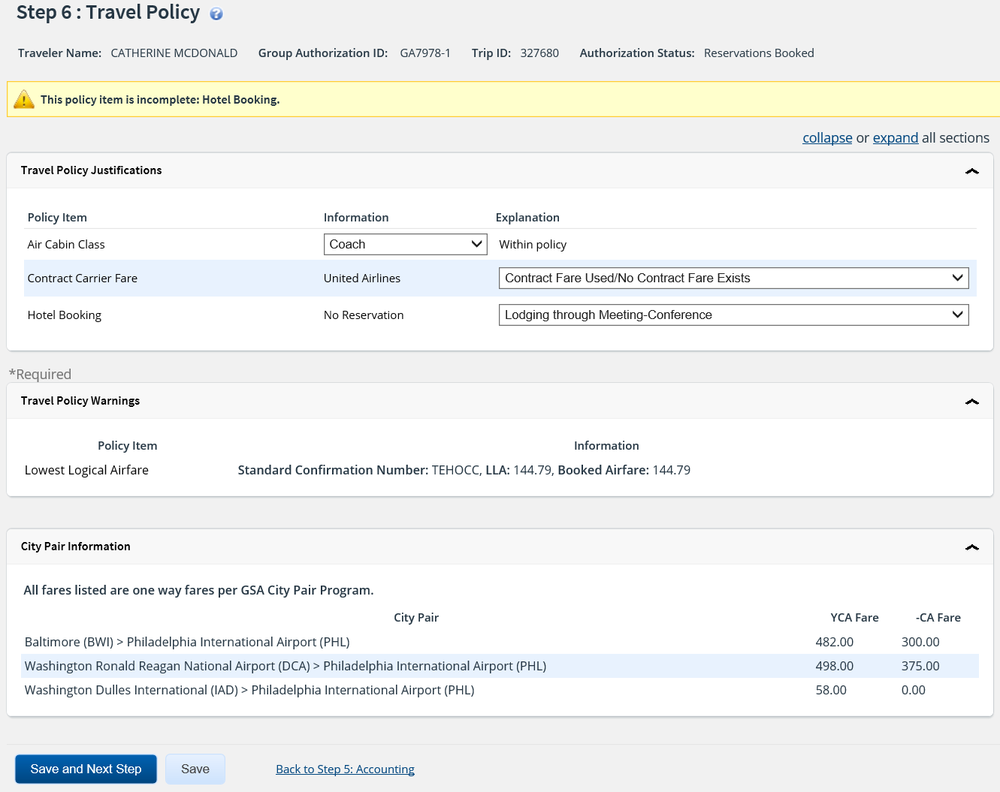 Step 6 : Travel Policy ?
Traveler Name: CATHERINE MCDONALD Group Authorization ID: GA7978-1 Trip ID: 327680 Authorization Status: Reservations Booked
This policy item is incomplete: Hotel Booking.
collapse or expand all sections
Travel Policy Justifications
Policy Item Information Explanation
Air Cabin Class Coach Within policy
Contract Carrier Fare United Airlines Contract Fare Used/No Contract Fare Exists
Hotel Booking No Reservation Lodging through Meeting-Conference
*Required
Travel Policy Warnings
Policy Item Information
Lowest Logical Airfare Standard Confirmation Number: TEHOCC, LLA: 144.79, Booked Airfare: 144.79
City Pair Information
All fares listed are one way fares per GSA City Pair Program.
City Pair YCA Fare -CA Fare
Baltimore (BWI) > Philadelphia International Airport (PHL) 482.00 300.00
Washington Ronald Reagan National Airport (DCA) > Philadelphia International Airport (PHL) 498.00 375.00
Washington Dulles International (IAD) > Philadelphia International Airport (PHL) 58.00 0.00
Save and Next Step Save Back to Step 5: Accounting